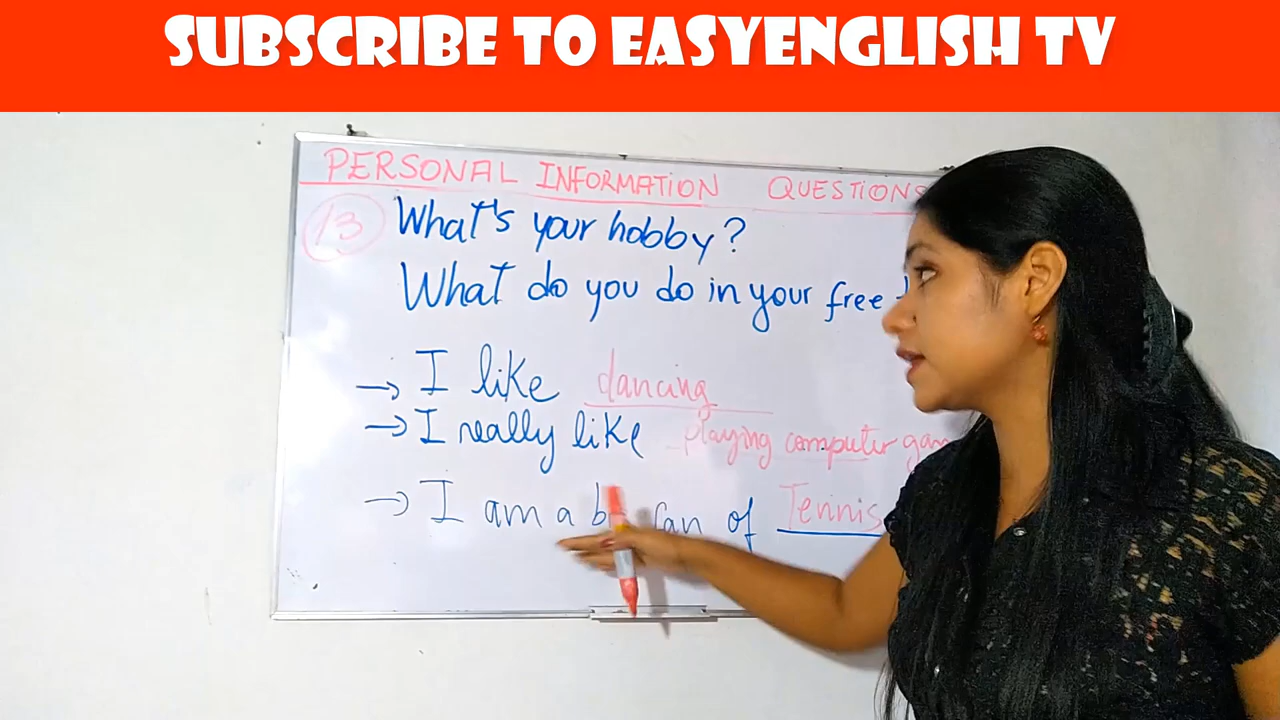 SUBSCRIBE TO EASYENGLISH TV
PERSONAL INFORMATION QUESTIONS
13 What's your hobby?
What do you do in your free
→ I like dancing
→ I really like playing computer gam
→ I am a of Tennis